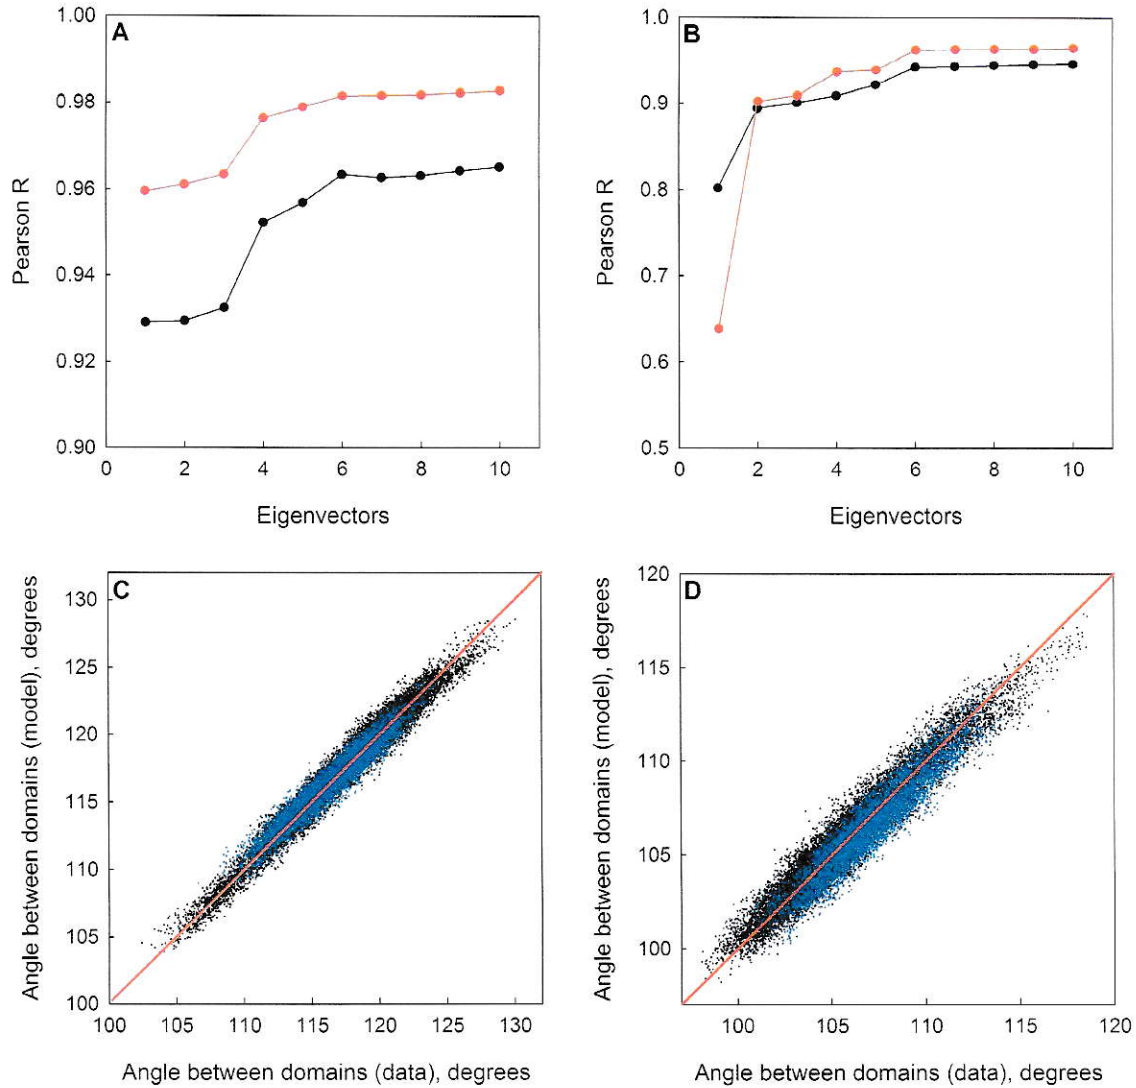 A
1.00
0.98
0.96
0.94
0.92
0.90
Pearson R
0 2 4 6 8 10
Eigenvectors
B
1.0
0.9
0.8
0.7
0.6
0.5
Pearson R
0 2 4 6 8 10
Eigenvectors
C
130
125
120
115
110
105
100
Angle between domains (model), degrees
100 105 110 115 120 125 130
Angle between domains (data), degrees
D
120
115
110
105
100
Angle between domains (model), degrees
100 105 110 115 120
Angle between domains (data), degrees